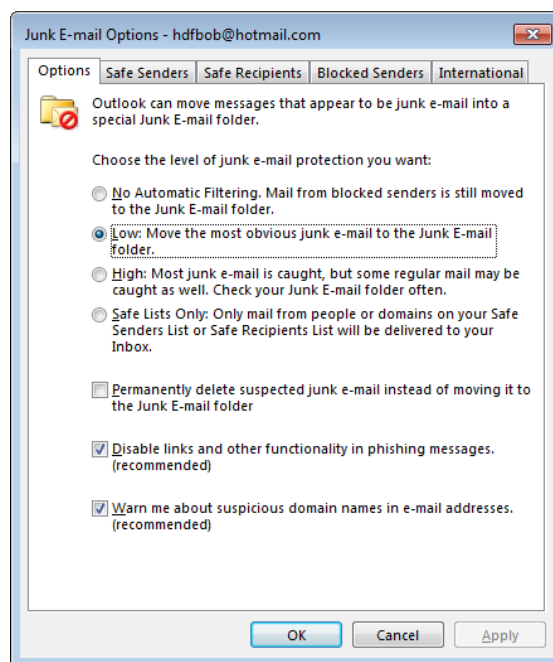 Junk E-mail Options - hdfbob@hotmail.com
Options Safe Senders Safe Recipients Blocked Senders International
Outlook can move messages that appear to be junk e-mail into a
special Junk E-mail folder.
Choose the level of junk e-mail protection you want:
No Automatic Filtering. Mail from blocked senders is still moved
to the Junk E-mail folder.
Low: Move the most obvious junk e-mail to the Junk E-mail
folder.
High: Most junk e-mail is caught, but some regular mail may be
caught as well. Check your Junk E-mail folder often.
Safe Lists Only: Only mail from people or domains on your Safe
Senders List or Safe Recipients List will be delivered to your
Inbox.
Permanently delete suspected junk e-mail instead of moving it to
the Junk E-mail folder
Disable links and other functionality in phishing messages.
(recommended)
Warn me about suspicious domain names in e-mail addresses.
(recommended)
OK Cancel Apply